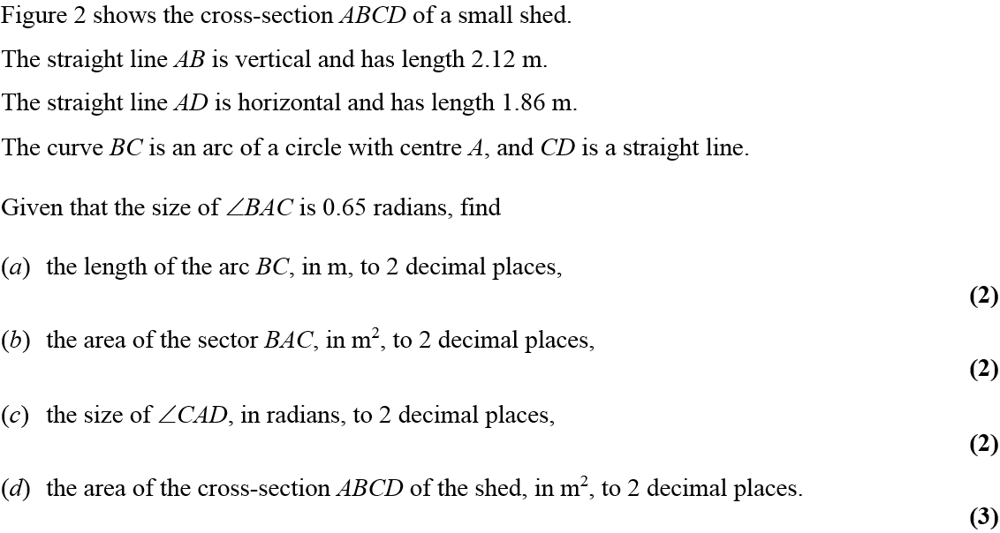 Figure 2 shows the cross-section ABCD of a small shed.
The straight line AB is vertical and has length 2.12 m.
The straight line AD is horizontal and has length 1.86 m.
The curve BC is an arc of a circle with centre A, and CD is a straight line.
Given that the size of ∠BAC is 0.65 radians, find
(a) the length of the arc BC, in m, to 2 decimal places,
(2)
(b) the area of the sector BAC, in m², to 2 decimal places,
(2)
(c) the size of ∠CAD, in radians, to 2 decimal places,
(2)
(d) the area of the cross-section ABCD of the shed, in m², to 2 decimal places.
(3)